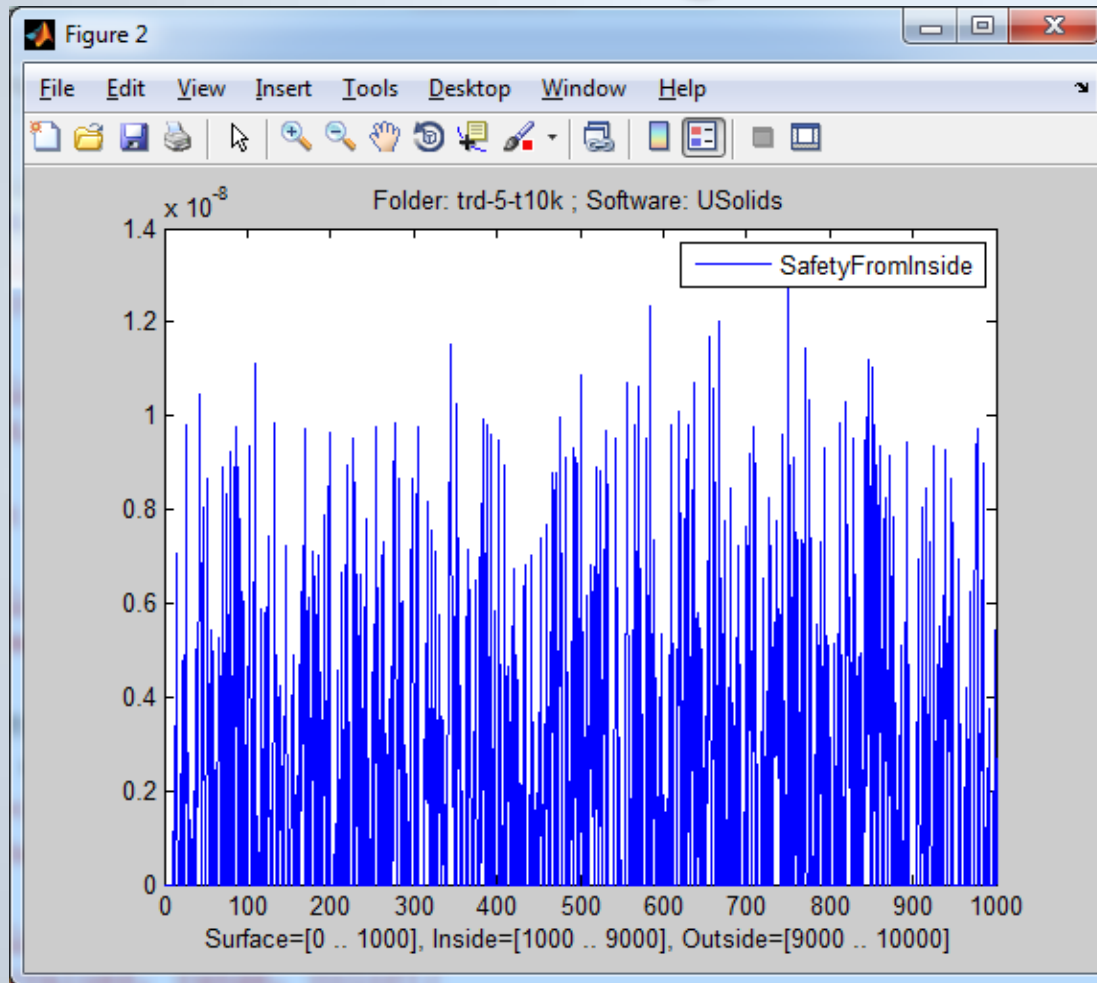 Figure 2
File Edit View Insert Tools Desktop Window Help
x 10^-8
Folder: trd-5-t10k ; Software: USolids
SafetyFromInside
1.4
1.2
1
0.8
0.6
0.4
0.2
0
0 100 200 300 400 500 600 700 800 900 1000
Surface=[0 .. 1000], Inside=[1000 .. 9000], Outside=[9000 .. 10000]